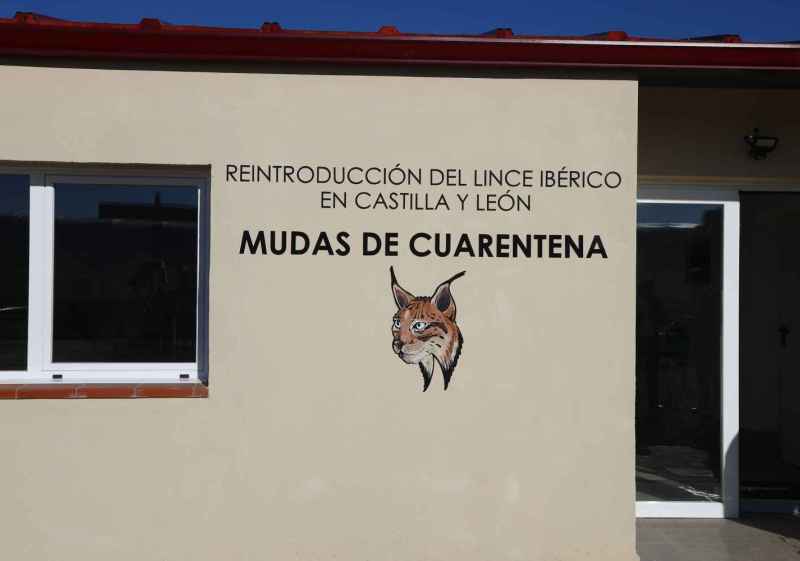 REINTRODUCCIÓN DEL LINCE IBÉRICO
EN CASTILLA Y LEÓN
MUDAS DE CUARENTENA